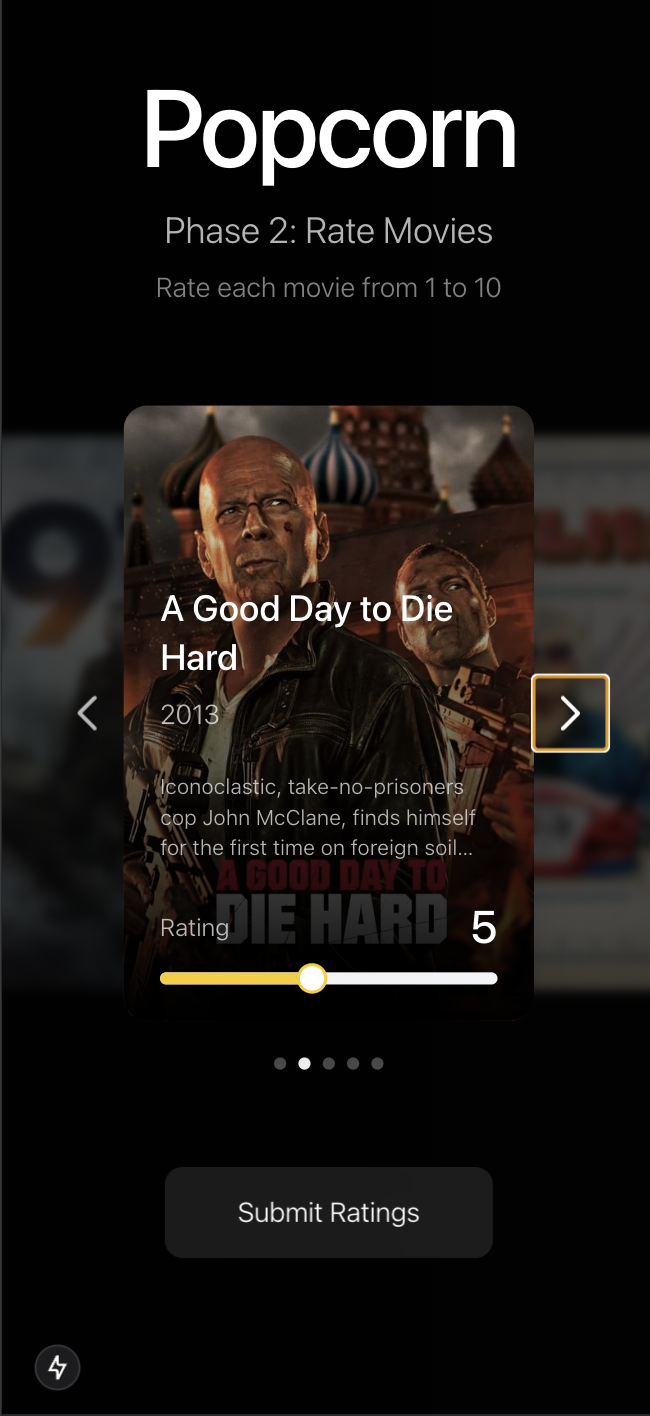 Popcorn
Phase 2: Rate Movies
Rate each movie from 1 to 10
9
A Good Day to Die
Hard
2013
Iconoclastic, take-no-prisoners
cop John McClane, finds himself
for the first time on foreign soil...
A GOOD DAY TO
DIE HARD
Rating
5
Submit Ratings